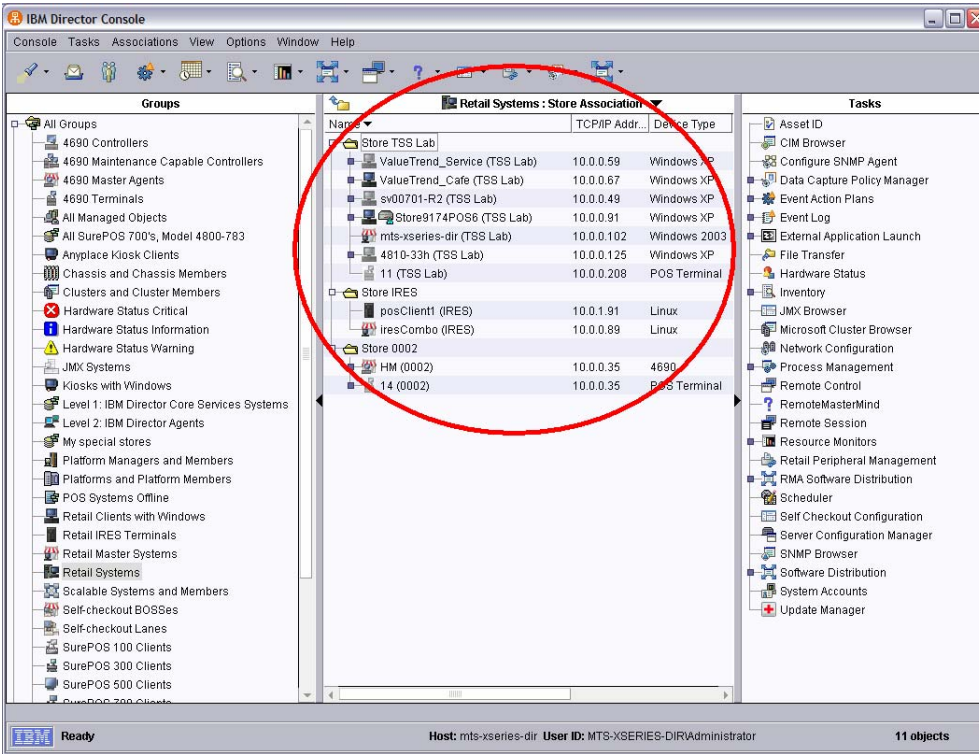 IBM Director Console
Console Tasks Associations View Options Window Help
Groups
All Groups
4690 Controllers
4690 Maintenance Capable Controllers
4690 Master Agents
4690 Terminals
All Managed Objects
All SurePOS 700's, Model 4800-783
Anyplace Kiosk Clients
Chassis and Chassis Members
Clusters and Cluster Members
Hardware Status Critical
Hardware Status Information
Hardware Status Warning
JMX Systems
Kiosks with Windows
Level 1: IBM Director Core Services Systems
Level 2: IBM Director Agents
My special stores
Platform Managers and Members
Platforms and Platform Members
POS Systems Offline
Retail Clients with Windows
Retail IRES Terminals
Retail Master Systems
Retail Systems
Scalable Systems and Members
Self-checkout BOSSes
Self-checkout Lanes
SurePOS 100 Clients
SurePOS 300 Clients
SurePOS 500 Clients
SurePOS 700 Clients
Retail Systems : Store Association
Name TCP/IP Addr... Device Type
Store TSS Lab
ValueTrend_Service (TSS Lab) 10.0.0.59 Windows XP
ValueTrend_Cafe (TSS Lab) 10.0.0.67 Windows XP
sv00701-R2 (TSS Lab) 10.0.0.49 Windows XP
Store9174POS6 (TSS Lab) 10.0.0.91 Windows XP
mts-xseries-dir (TSS Lab) 10.0.0.102 Windows 2003
4810-33h (TSS Lab) 10.0.0.125 Windows XP
11 (TSS Lab) 10.0.0.208 POS Terminal
Store IRES
posClient1 (IRES) 10.0.1.91 Linux
iresCombo (IRES) 10.0.0.89 Linux
Store 0002
HM (0002) 10.0.0.35 4690
14 (0002) 10.0.0.35 POS Terminal
Tasks
Asset ID
CIM Browser
Configure SNMP Agent
Data Capture Policy Manager
Event Action Plans
Event Log
External Application Launch
File Transfer
Hardware Status
Inventory
JMX Browser
Microsoft Cluster Browser
Network Configuration
Process Management
Remote Control
RemoteMasterMind
Remote Session
Resource Monitors
Retail Peripheral Management
RMA Software Distribution
Scheduler
Self Checkout Configuration
Server Configuration Manager
SNMP Browser
Software Distribution
System Accounts
Update Manager
IBM Ready Host: mts-xseries-dir User ID: MTS-XSERIES-DIR\Administrator 11 objects